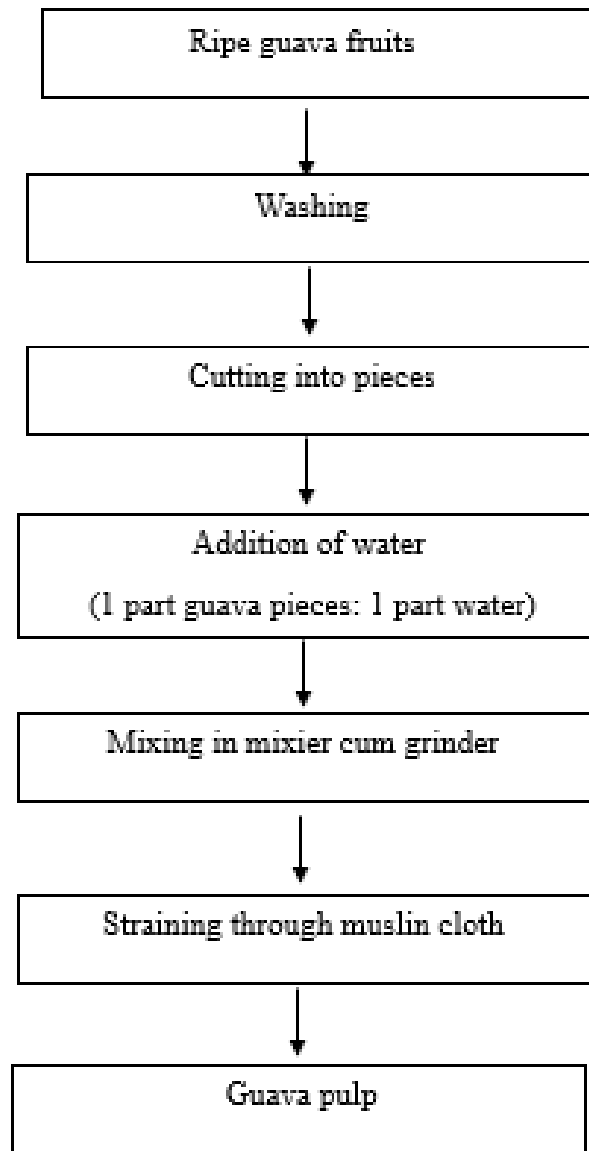 Ripe guava fruits
Washing
Cutting into pieces
Addition of water
(1 part guava pieces: 1 part water)
Mixing in mixier cum grinder
Straining through muslin cloth
Guava pulp